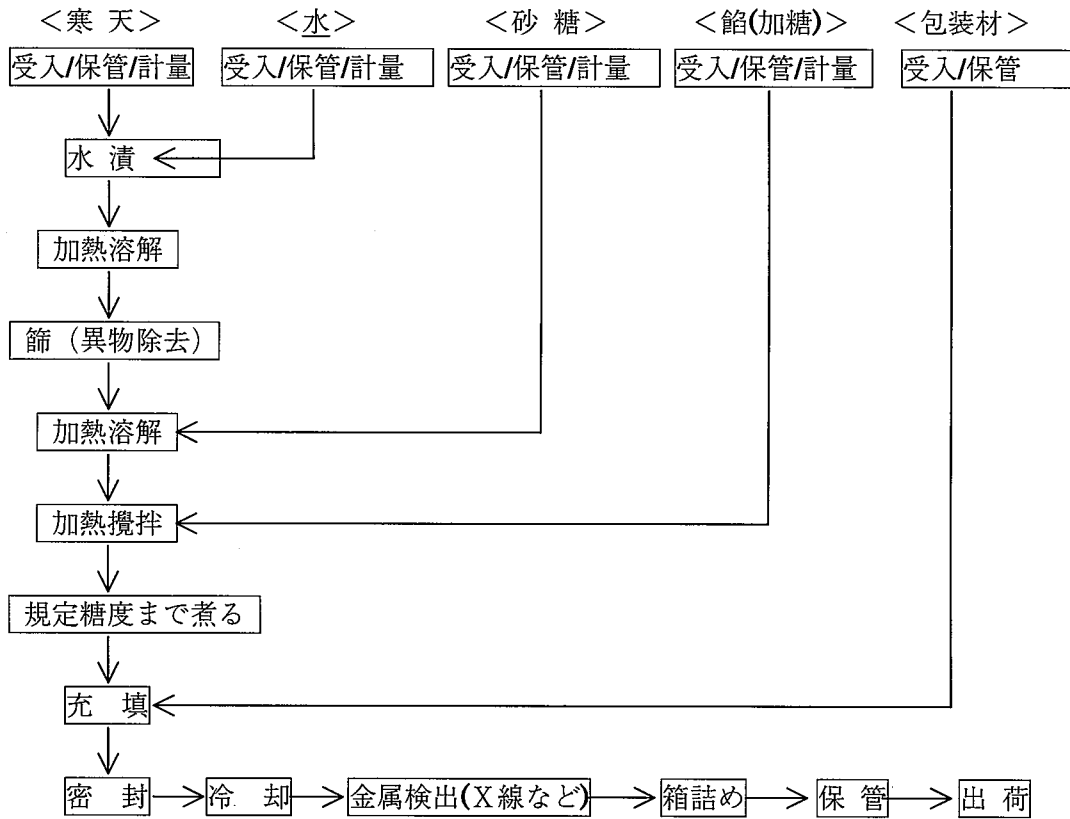 ＜寒 天＞ ＜水＞ ＜砂 糖＞ ＜餡(加糖)＞ ＜包装材＞
受入/保管/計量 受入/保管/計量 受入/保管/計量 受入/保管/計量 受入/保管
水 漬
加熱溶解
篩（異物除去）
加熱溶解
加熱攪拌
規定糖度まで煮る
充 填
密 封 冷 却 金属検出(X線など) 箱詰め 保 管 出 荷